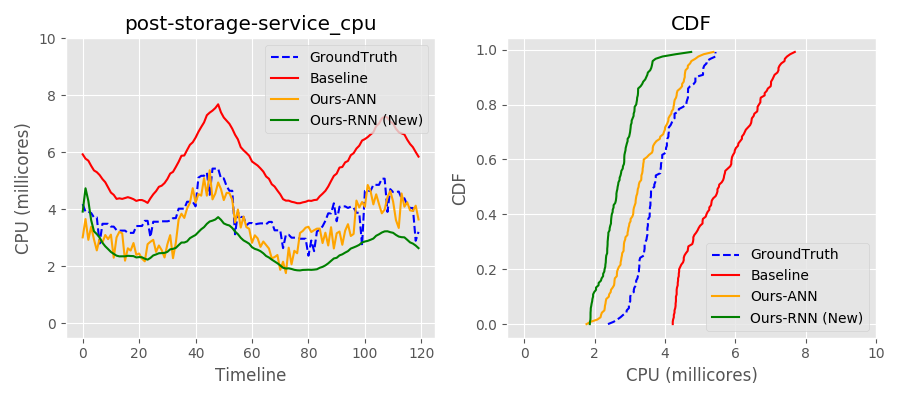 post-storage-service_cpu
CPU (millicores)
10
8
6
4
2
0
GroundTruth
Baseline
Ours-ANN
Ours-RNN (New)
0 20 40 60 80 100 120
Timeline
CDF
CDF
1.0
0.8
0.6
0.4
0.2
0.0
GroundTruth
Baseline
Ours-ANN
Ours-RNN (New)
0 2 4 6 8 10
CPU (millicores)